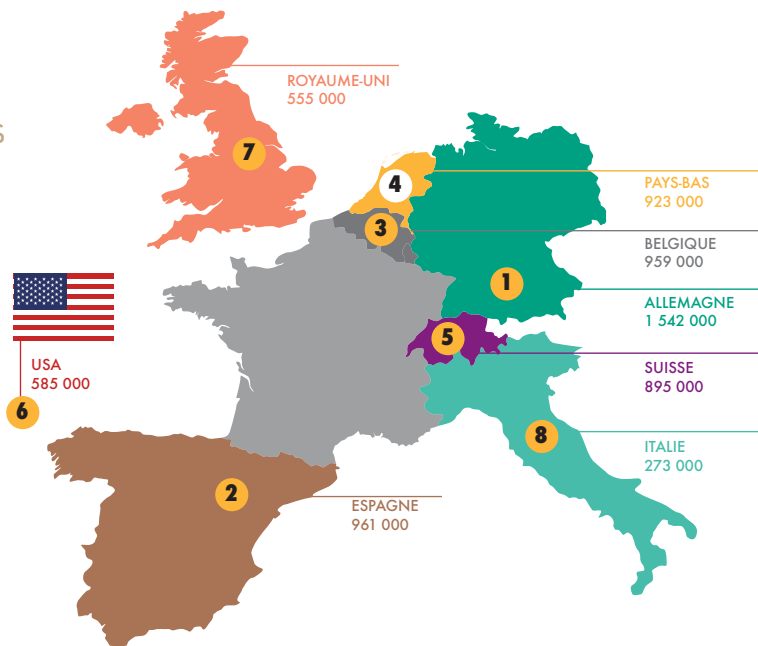 ROYAUME-UNI
555 000
S
7
4
PAYS-BAS
923 000
3
BELGIQUE
959 000
1
ALLEMAGNE
1 542 000
5
SUISSE
895 000
USA
585 000
6
8
ITALIE
273 000
2
ESPAGNE
961 000